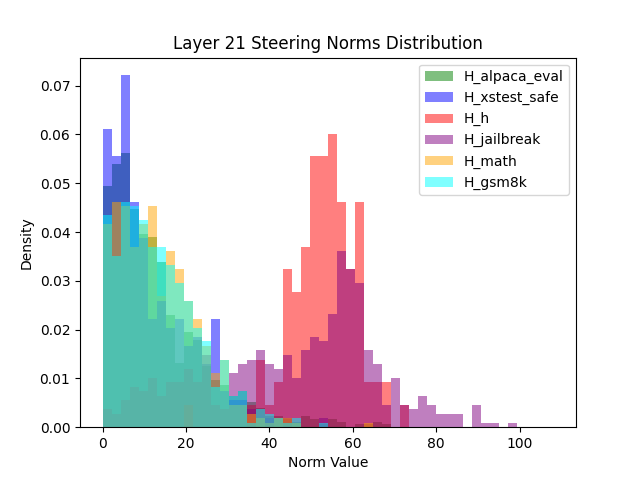 Layer 21 Steering Norms Distribution
H_alpaca_eval
H_xstest_safe
H_h
H_jailbreak
H_math
H_gsm8k
Density
0.07
0.06
0.05
0.04
0.03
0.02
0.01
0.00
0 20 40 60 80 100
Norm Value